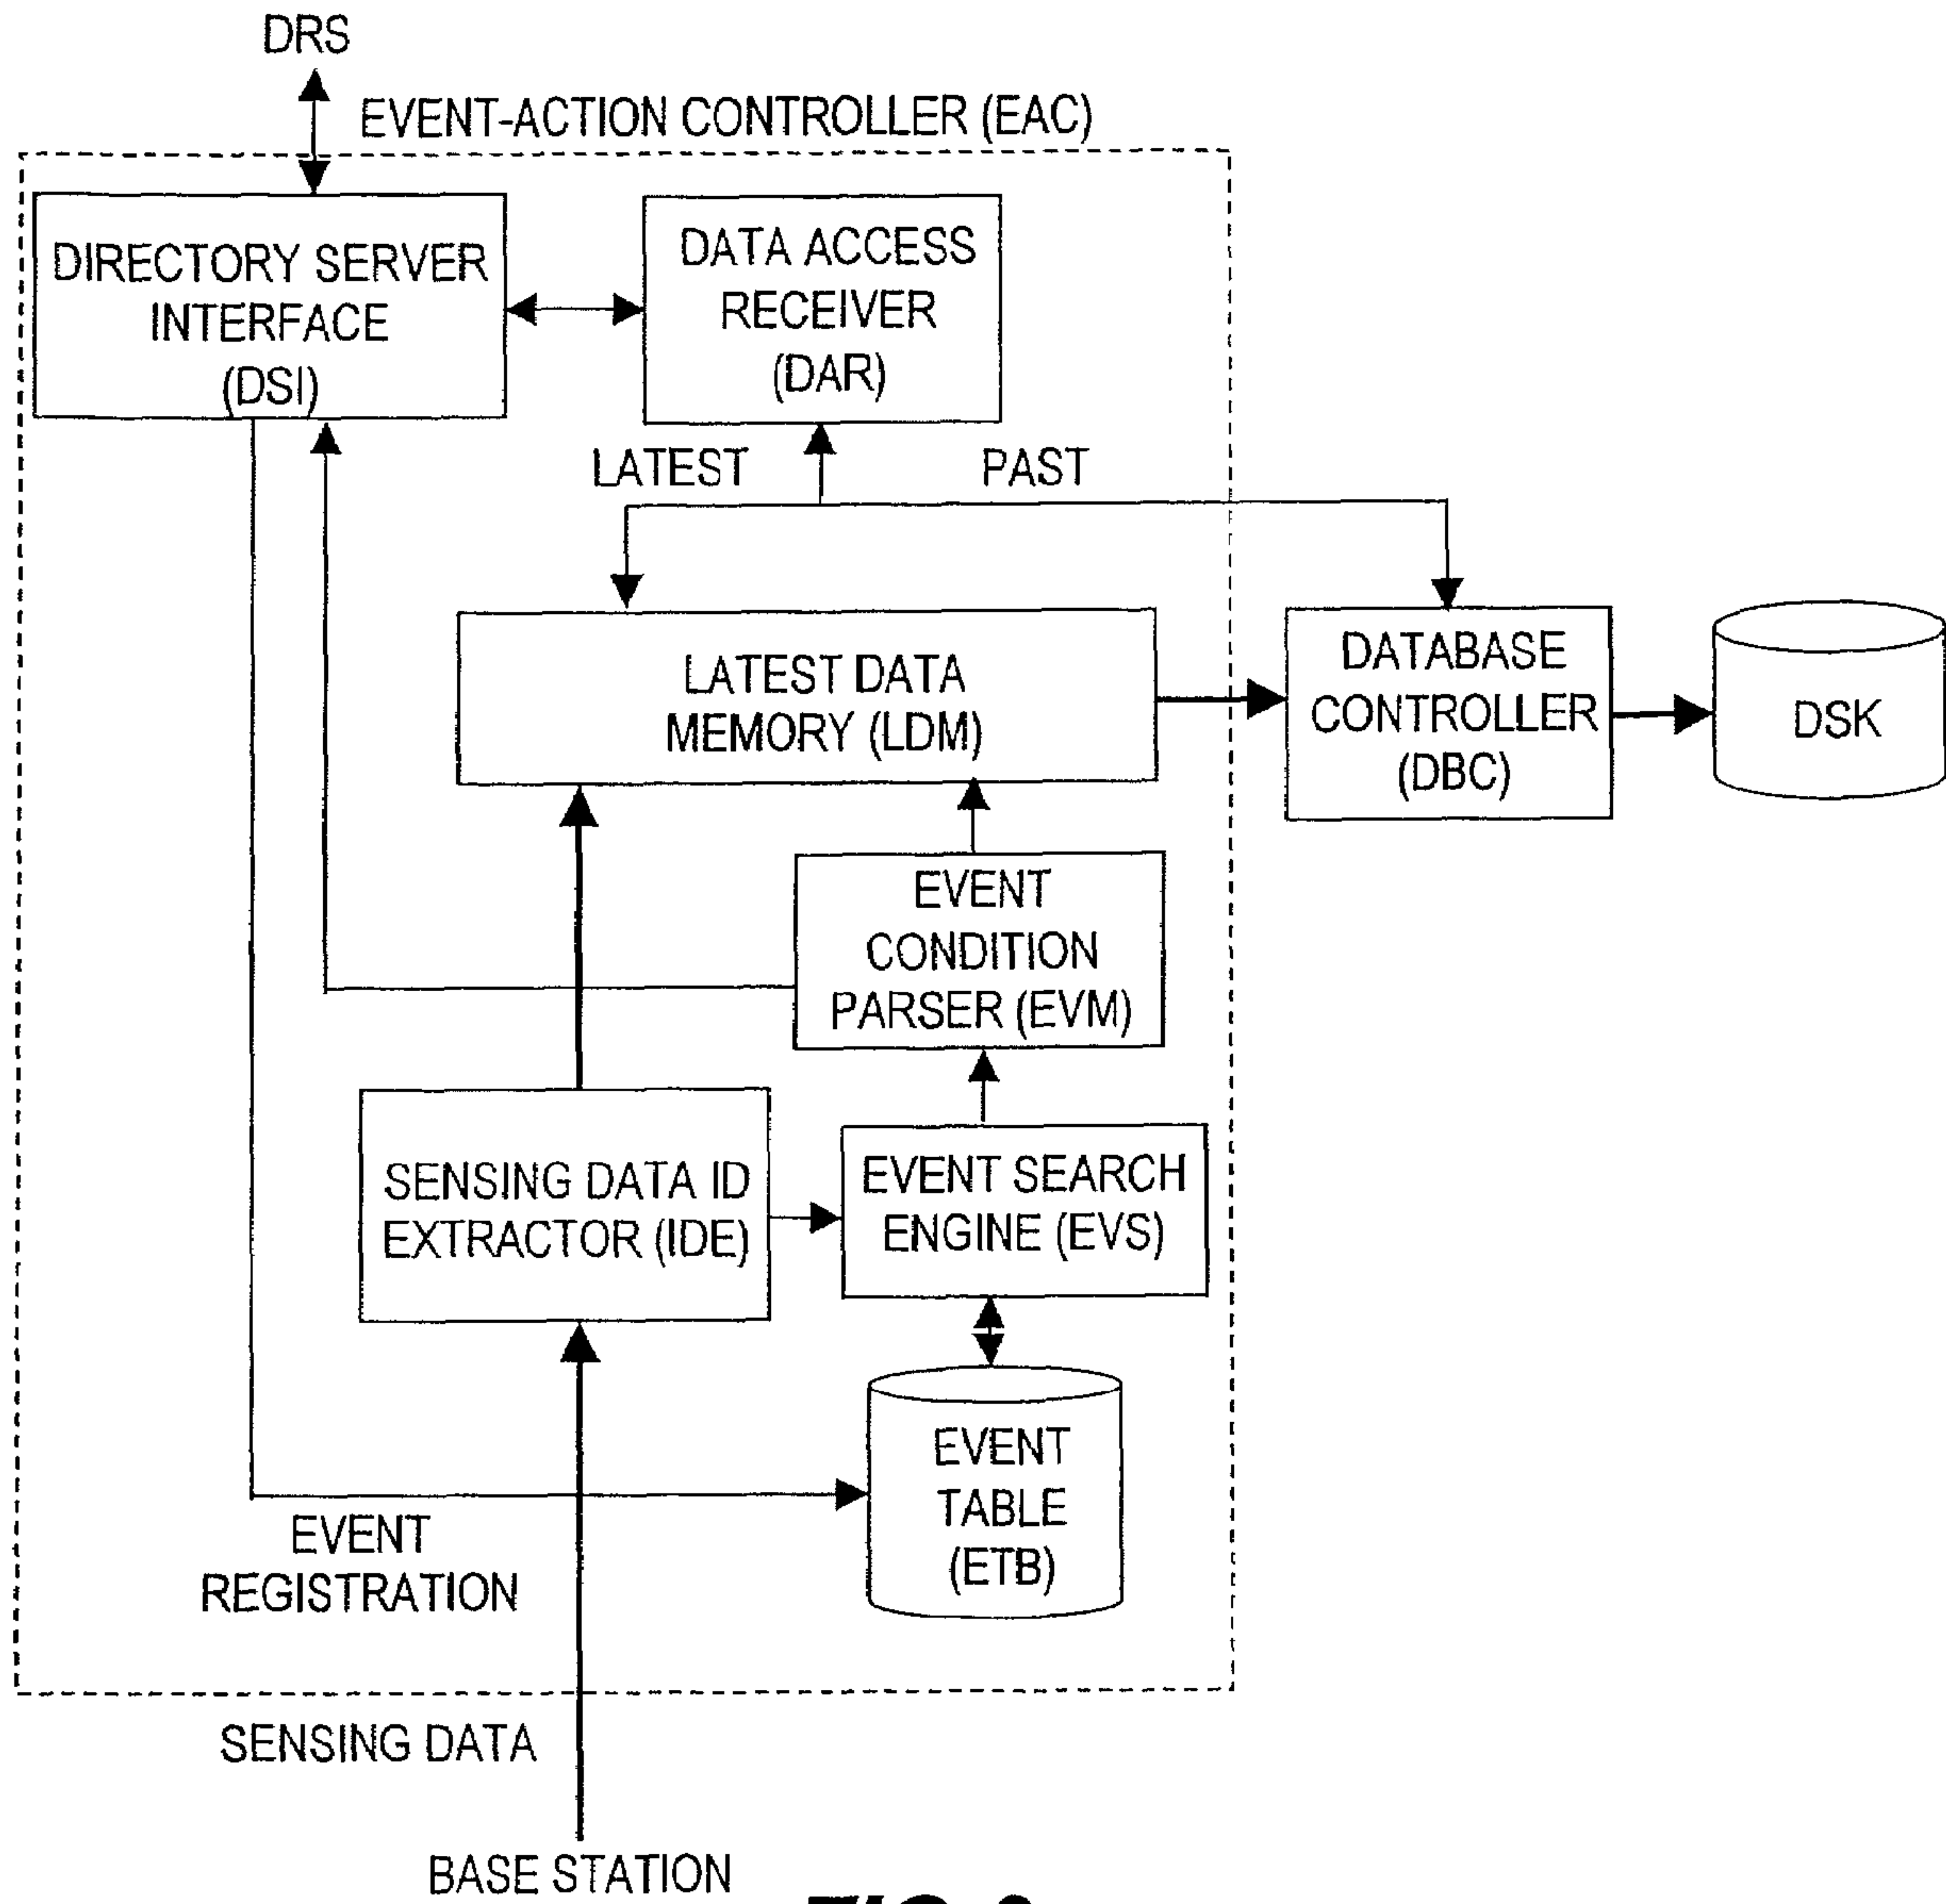 DRS
EVENT-ACTION CONTROLLER (EAC)
DIRECTORY SERVER
INTERFACE
(DSI)
DATA ACCESS
RECEIVER
(DAR)
LATEST
PAST
LATEST DATA
MEMORY (LDM)
DATABASE
CONTROLLER
(DBC)
DSK
EVENT
CONDITION
PARSER (EVM)
SENSING DATA ID
EXTRACTOR (IDE)
EVENT SEARCH
ENGINE (EVS)
EVENT
TABLE
(ETB)
EVENT
REGISTRATION
SENSING DATA
BASE STATION